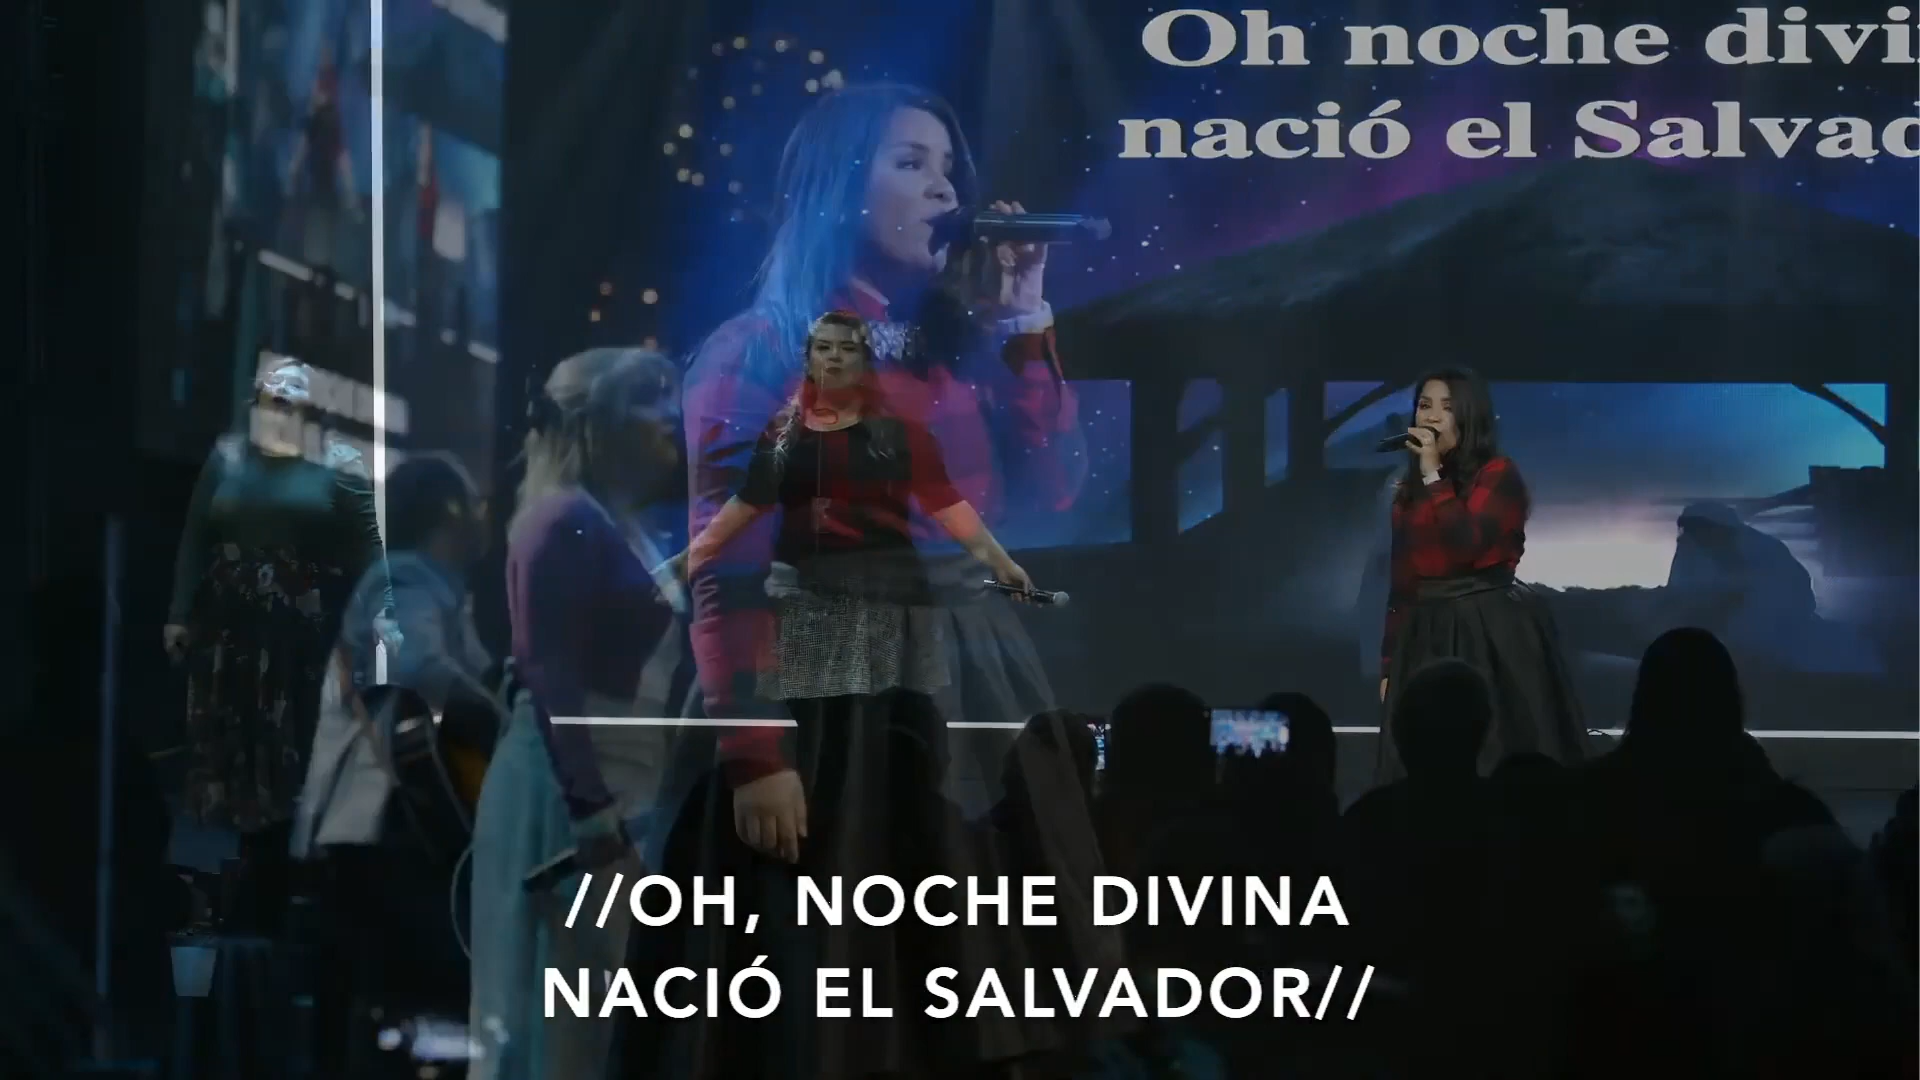 Oh noche divi
nació el Salvad
//OH, NOCHE DIVINA
NACIÓ EL SALVADOR//